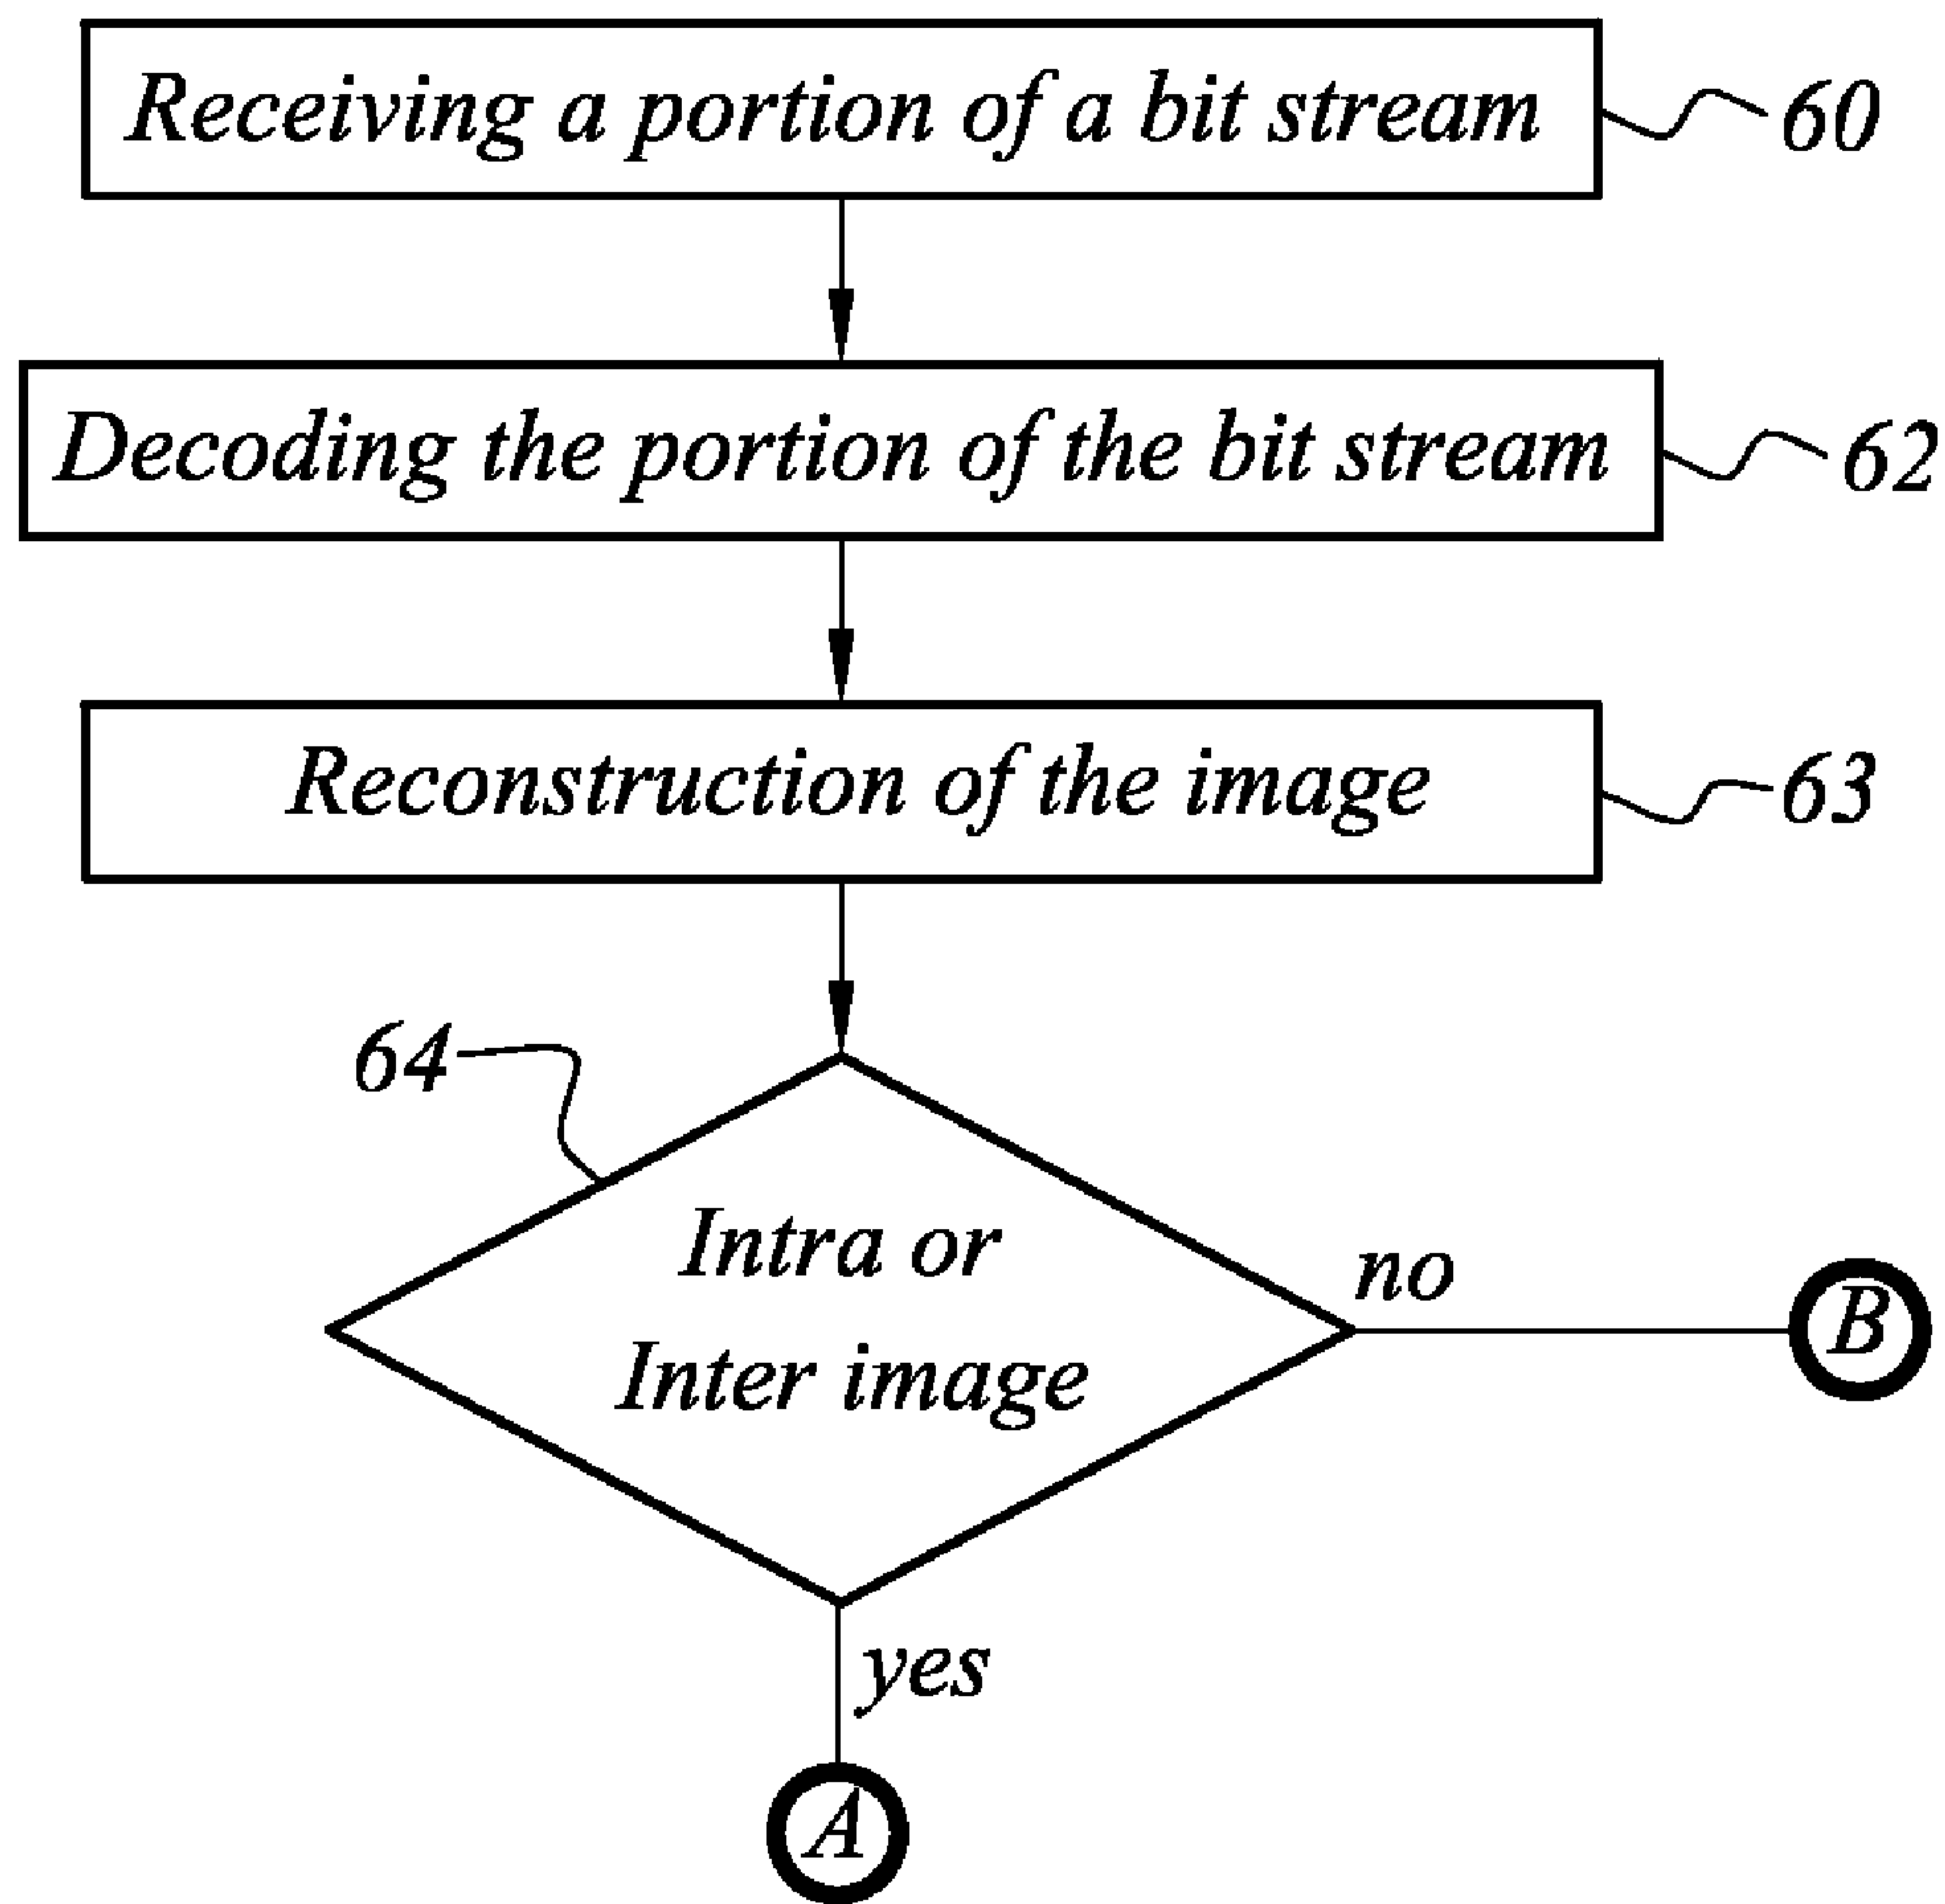 Receiving a portion of a bit stream
60
Decoding the portion of the bit stream
62
Reconstruction of the image
63
64
Intra or
Inter image
no
B
yes
A